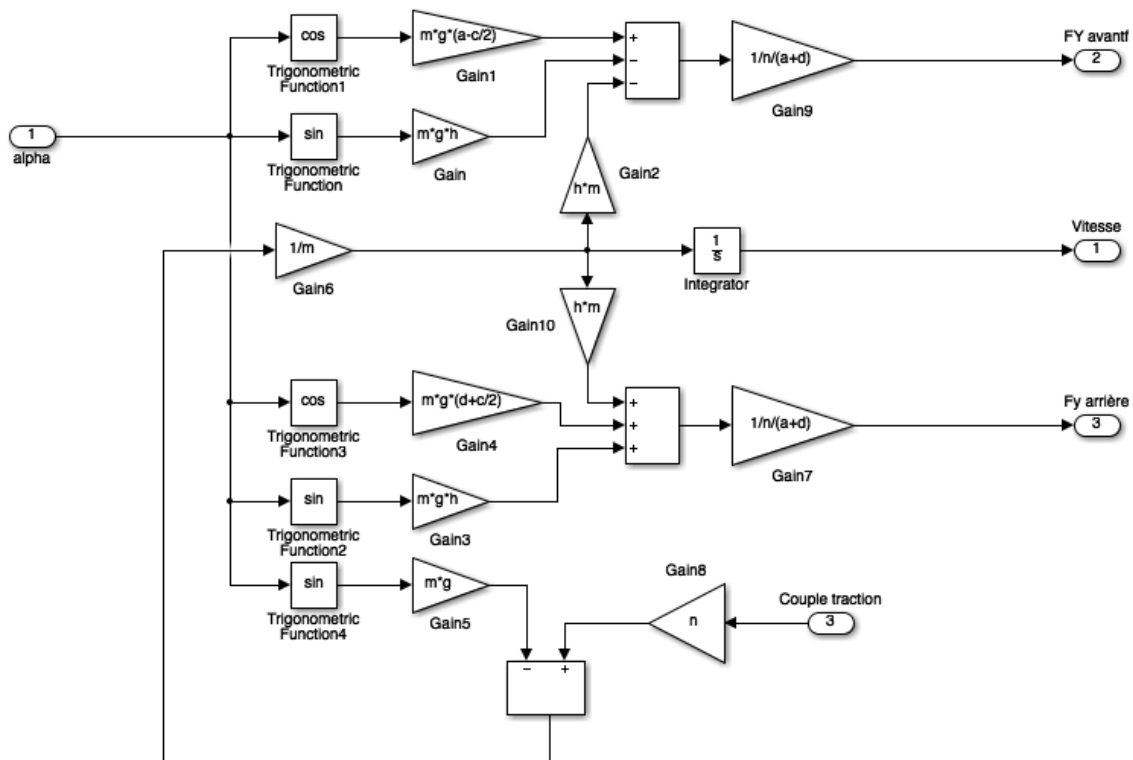 cos
m*g*(a-c/2)
+
−
−
1/n/(a+d)
FY avantf
2
Trigonometric
Function1
Gain1
Gain9
1
alpha
sin
m*g*h
Trigonometric
Function
Gain
h*m
Gain2
1/m
Gain6
1
s
Integrator
Vitesse
1
h*m
Gain10
cos
m*g*(d+c/2)
+
+
+
1/n/(a+d)
Fy arrière
3
Trigonometric
Function3
Gain4
Gain7
sin
m*g*h
Trigonometric
Function2
Gain3
sin
m*g
Trigonometric
Function4
Gain5
Gain8
n
Couple traction
3
− +